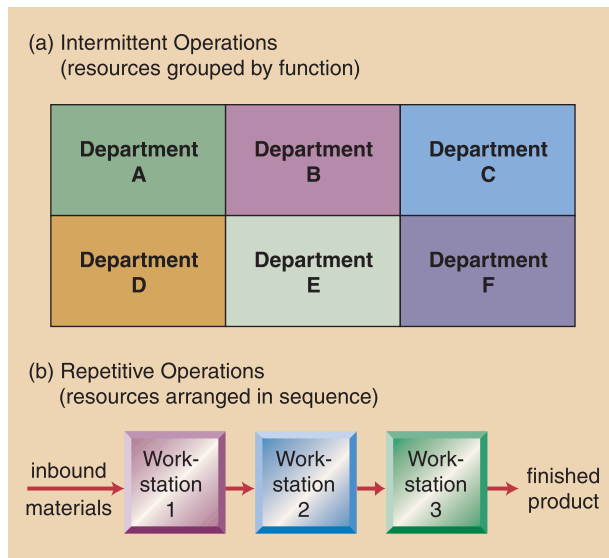 (a) Intermittent Operations
(resources grouped by function)
Department
A
Department
B
Department
C
Department
D
Department
E
Department
F
(b) Repetitive Operations
(resources arranged in sequence)
inbound
materials
Work-
station
1
Work-
station
2
Work-
station
3
finished
product